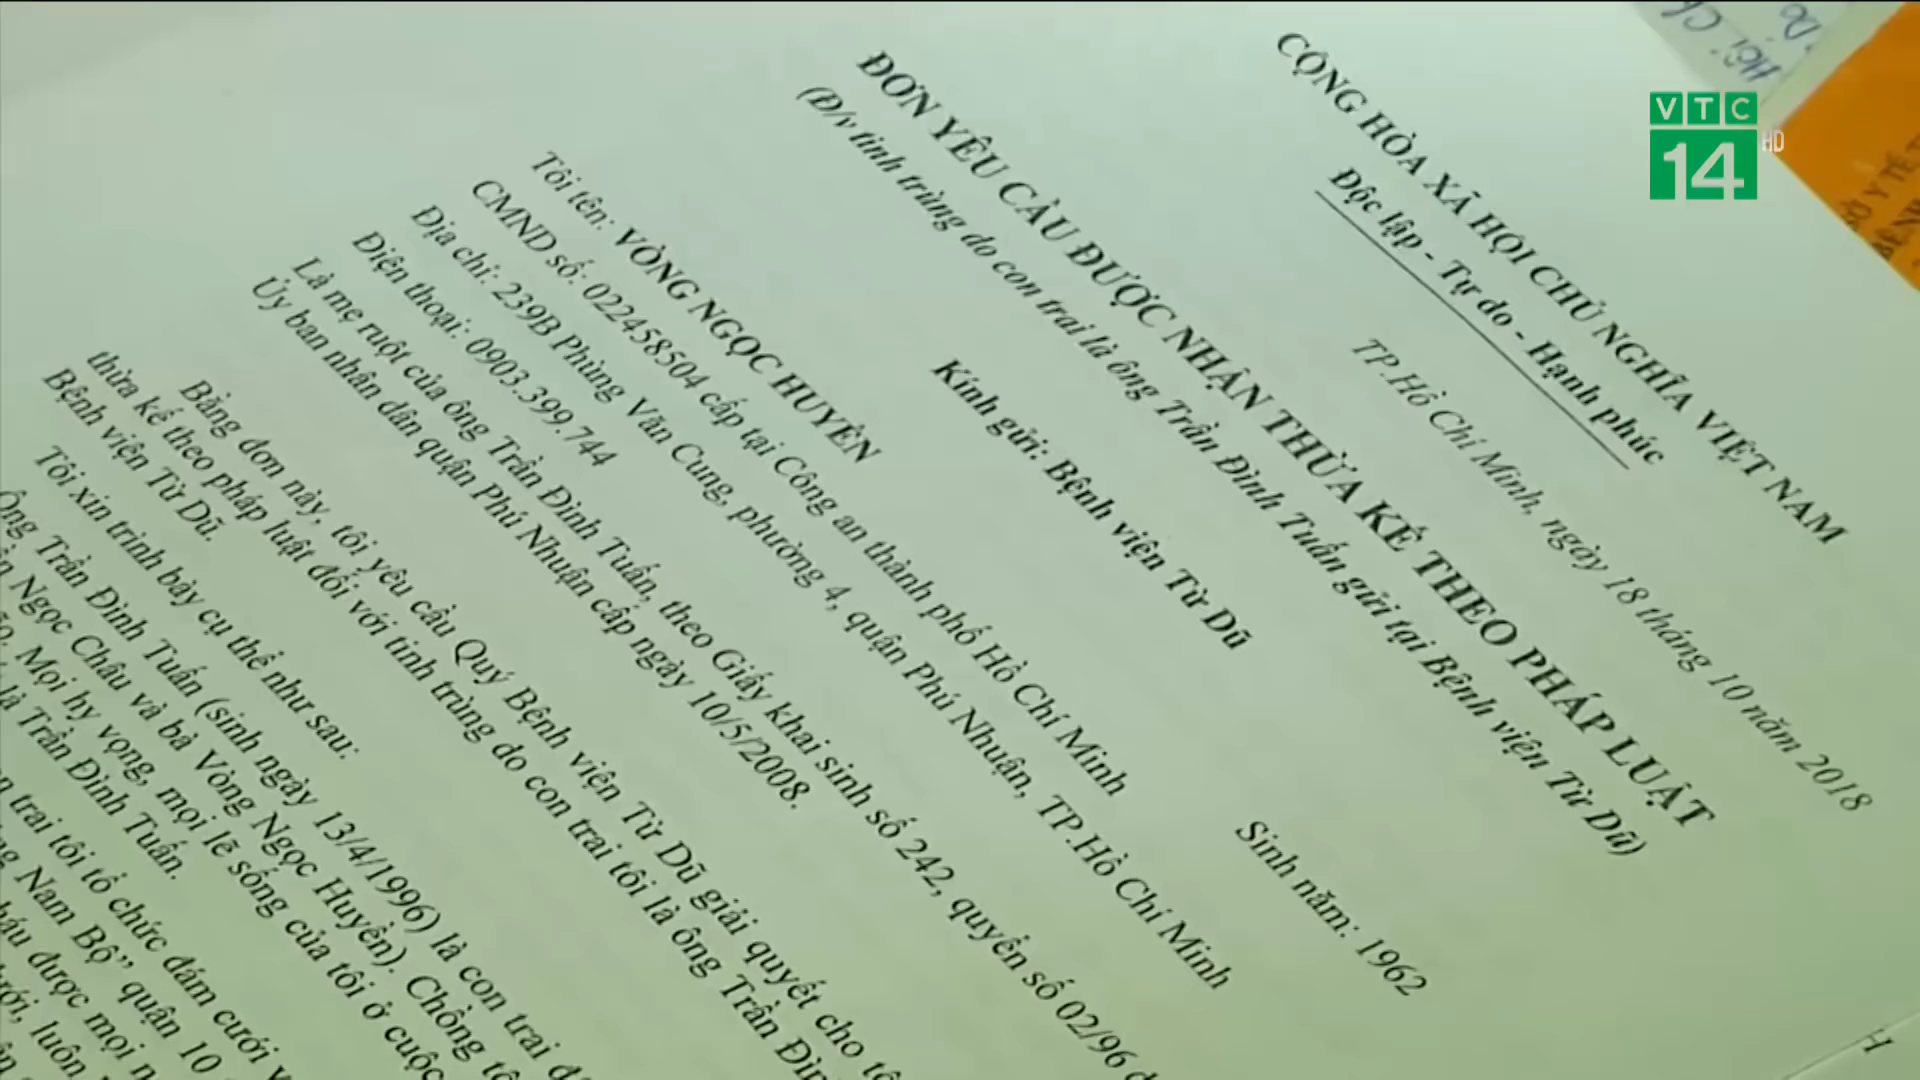 VTC
14
HD
CỘNG HÒA XÃ HỘI CHỦ NGHĨA VIỆT NAM
Độc lập - Tự do - Hạnh phúc
TP.Hồ Chí Minh, ngày 18 tháng 10 năm 2018
ĐƠN YÊU CẦU ĐƯỢC NHẬN THỪA KẾ THEO PHÁP LUẬT
(Đ/v tinh trùng do con trai là ông Trần Đình Tuấn gửi tại Bệnh viện Từ Dũ)
Kính gửi: Bệnh viện Từ Dũ
Tôi tên: VÒNG NGỌC HUYỀN Sinh năm: 1962
CMND số: 022458504 cấp tại Công an thành phố Hồ Chí Minh
Địa chỉ: 239B Phùng Văn Cung, phường 4, quận Phú Nhuận, TP.Hồ Chí Minh
Điện thoại: 0903.399.744
Là mẹ ruột của ông Trần Đình Tuấn, theo Giấy khai sinh số 242, quyển số 02/96
Ủy ban nhân dân quận Phú Nhuận cấp ngày 10/5/2008.
Bằng đơn này, tôi yêu cầu Quý Bệnh viện Từ Dũ giải quyết cho
thừa kế theo pháp luật đối với tinh trùng do con trai tôi là ông Trần
Bệnh viện Từ Dũ.
Tôi xin trình bày cụ thể như sau:
Ông Trần Đình Tuấn (sinh ngày 13/4/1996) là con trai
Ngọc Châu và bà Vòng Ngọc Huyền). Chồng
Mọi hy vọng, mọi lẽ sống của tôi ở cuộc
là Trần Đình Tuấn.
trai tôi tổ chức đám cưới
Nam Bộ” quận 10
được mọi
luôn